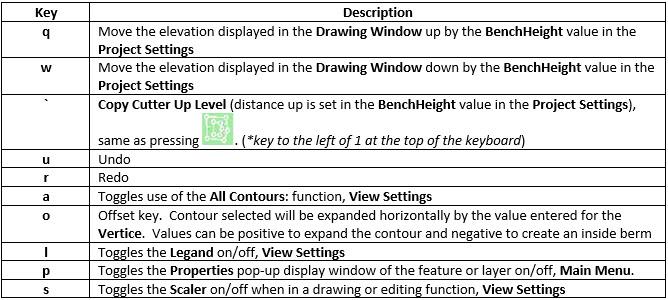 Key Description
q Move the elevation displayed in the Drawing Window up by the BenchHeight value in the
Project Settings
w Move the elevation displayed in the Drawing Window down by the BenchHeight value in the
Project Settings
` Copy Cutter Up Level (distance up is set in the BenchHeight value in the Project Settings),
same as pressing . (*key to the left of 1 at the top of the keyboard)
u Undo
r Redo
a Toggles use of the All Contours: function, View Settings
o Offset key. Contour selected will be expanded horizontally by the value entered for the
Vertice. Values can be positive to expand the contour and negative to create an inside berm
l Toggles the Legand on/off, View Settings
p Toggles the Properties pop-up display window of the feature or layer on/off, Main Menu.
s Toggles the Scaler on/off when in a drawing or editing function, View Settings